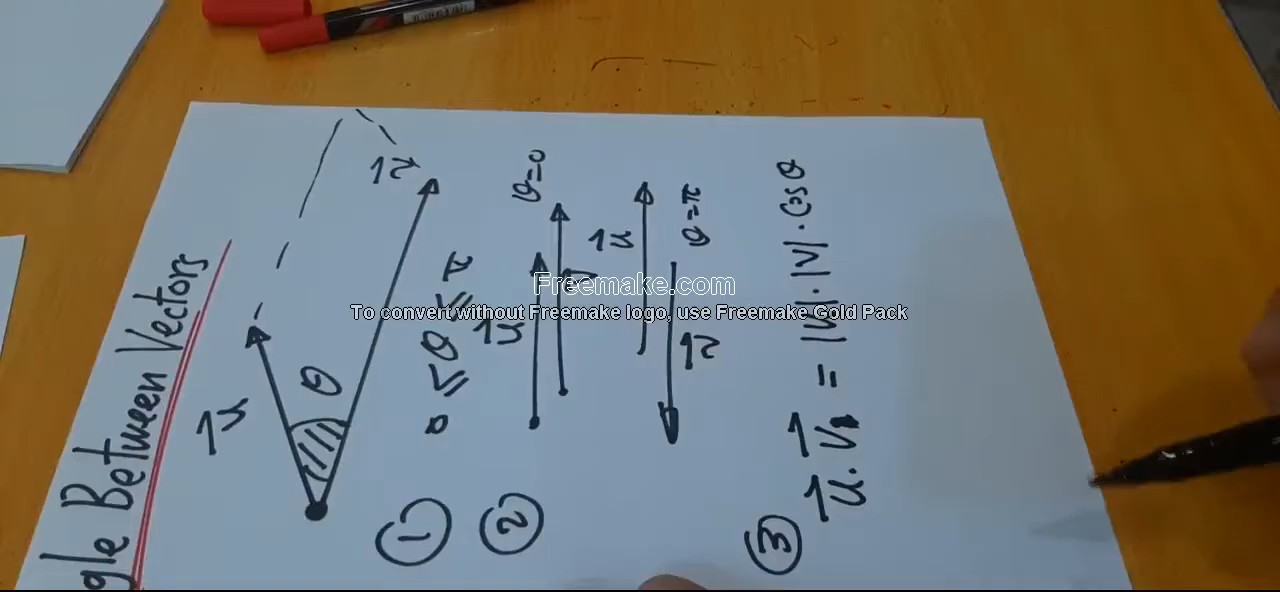 gle Between Vectors
u⃗
θ
v⃗
① 0 ≤ θ ≤ π
② u⃗ θ=0
u⃗
v⃗ θ=π
③ u⃗ . v⃗ = |u| . |v| . cos θ
Freemake.com
To convert without Freemake logo, use Freemake Gold Pack